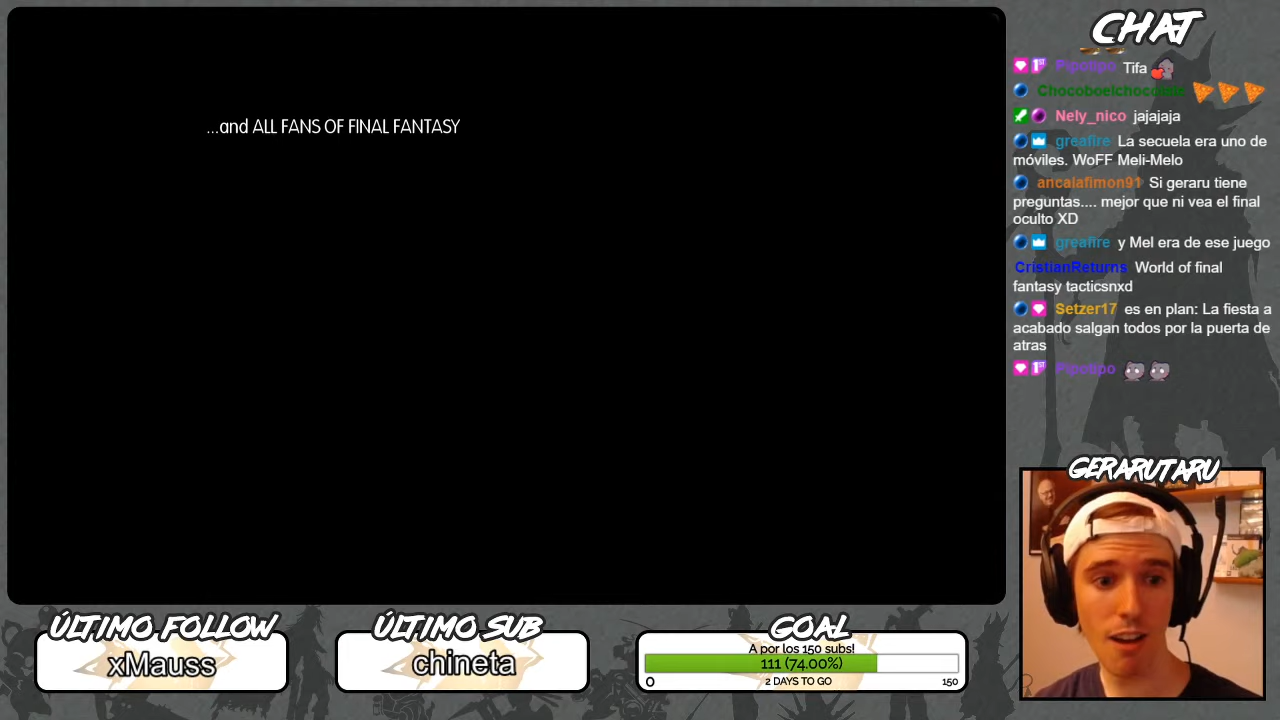 ...and ALL FANS OF FINAL FANTASY
CHAT
Pipotipo Tifa
Chocoboelchocobo
Nely_nico jajajaja
greafire La secuela era uno de
móviles. WoFF Meli-Melo
ancalafimon91 Si geraru tiene
preguntas.... mejor que ni vea el final
oculto XD
greafire y Mel era de ese juego
CristianReturns World of final
fantasy tacticsnxd
Setzer17 es en plan: La fiesta a
acabado salgan todos por la puerta de
atras
Pipotipo
GERARUTARU
ÚLTIMO FOLLOW
xMauss
ÚLTIMO SUB
chineta
GOAL
A por los 150 subs!
111 (74.00%)
0 2 DAYS TO GO 150